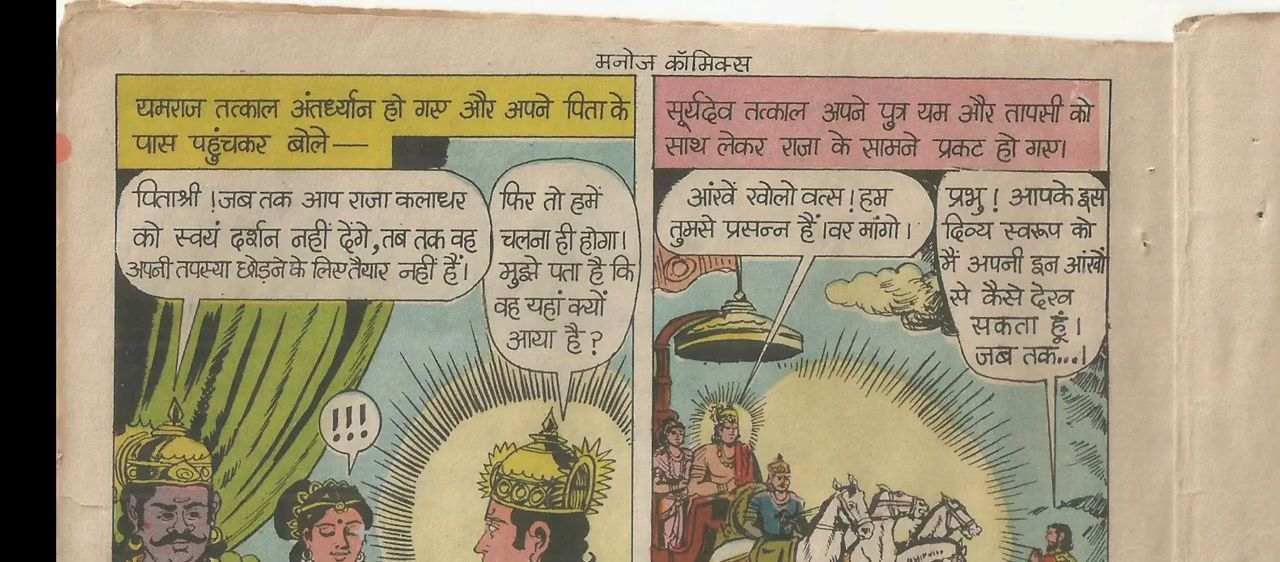 मनोज कॉमिक्स
यमराज तत्काल अंतर्ध्यान हो गए और अपने पिता के
पास पहुंचकर बोले —
पिताश्री ! जब तक आप राजा कलाधर
को स्वयं दर्शन नहीं देंगे, तब तक वह
अपनी तपस्या छोड़ने के लिए तैयार नहीं हैं।
फिर तो हमें
चलना ही होगा।
मुझे पता है कि
वह यहां क्यों
आया है ?
!!!
सूर्यदेव तत्काल अपने पुत्र यम और तापसी को
साथ लेकर राजा के सामने प्रकट हो गए।
आंखें खोलो वत्स ! हम
तुमसे प्रसन्न हैं। वर मांगो।
प्रभु ! आपके इस
दिव्य स्वरूप को
मैं अपनी इन आंखों
से कैसे देख
सकता हूं।
जब तक...।